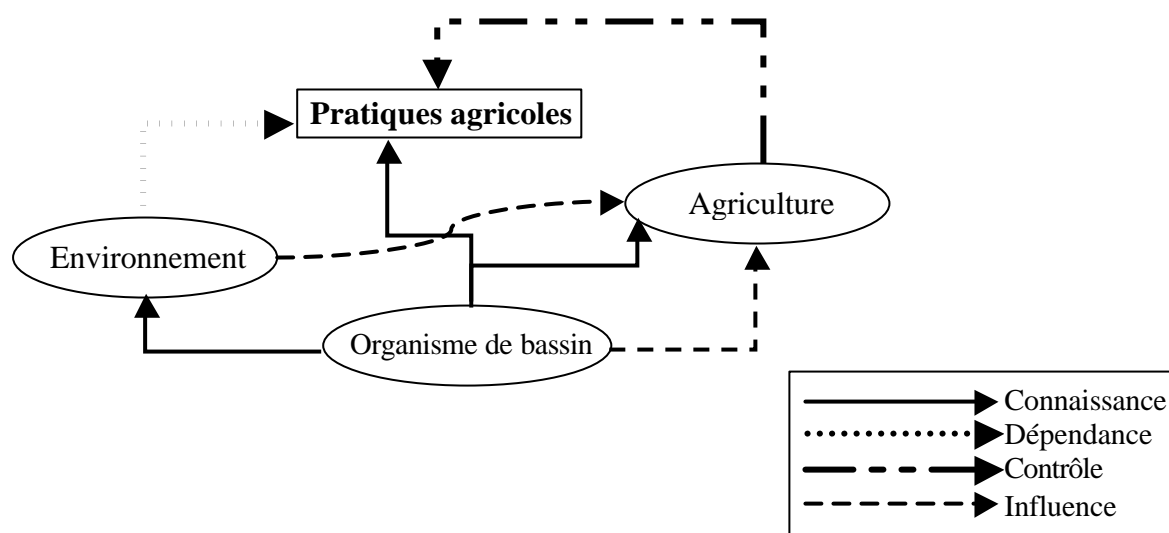 Pratiques agricoles
Agriculture
Environnement
Organisme de bassin
Connaissance
Dépendance
Contrôle
Influence